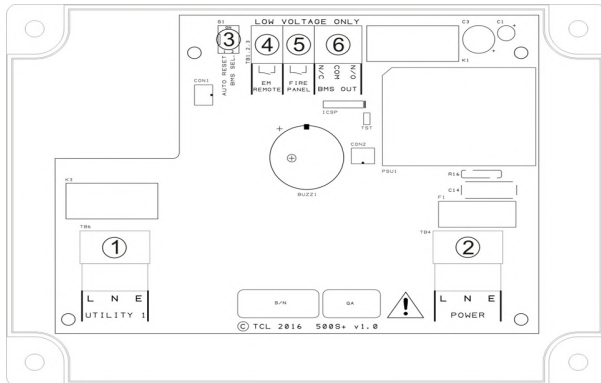 LOW VOLTAGE ONLY
S1
ON
3
AUTO RESET
BMS SEL.
TB1 2 3
4
5
6
EM
REMOTE
FIRE
PANEL
N/C
COM
N/O
BMS OUT
C3
C1
K1
CON1
ICSP
TST
+
CON2
BUZZ1
PSU1
R16
C14
F1
K3
TB6
TB4
1
2
L N E
UTILITY 1
S/N
QA
L N E
POWER
© TCL 2016 500S+ v1.0